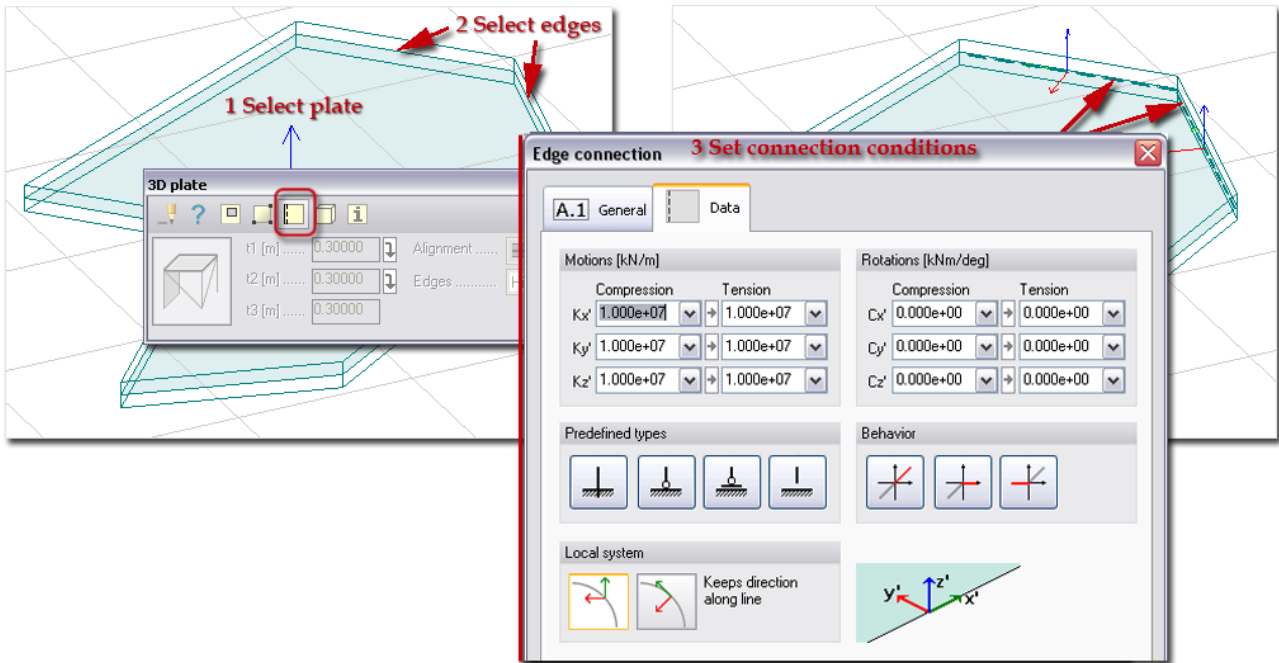 2 Select edges
1 Select plate
3D plate
?
i
t1 [m] ...... 0.30000 Alignment ......
t2 [m] ...... 0.30000 Edges ............
t3 [m] ...... 0.30000
Edge connection 3 Set connection conditions
A.1 General Data
Motions [kN/m] Rotations [kNm/deg]
Compression Tension Compression Tension
Kx' 1.000e+07 1.000e+07 Cx' 0.000e+00 0.000e+00
Ky' 1.000e+07 1.000e+07 Cy' 0.000e+00 0.000e+00
Kz' 1.000e+07 1.000e+07 Cz' 0.000e+00 0.000e+00
Predefined types Behavior
Local system
Keeps direction
along line
y' z' x'